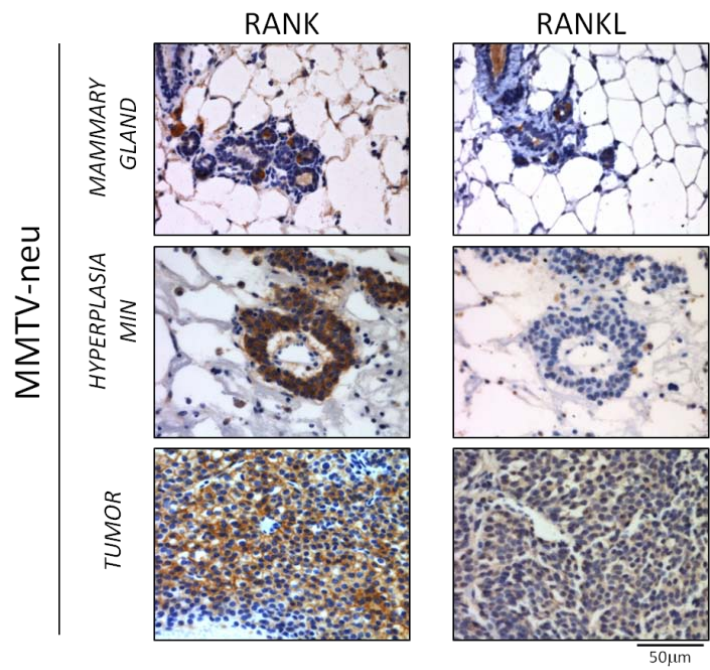 RANK
RANKL
MMTV-neu
MAMMARY
GLAND
HYPERPLASIA
MIN
TUMOR
50μm